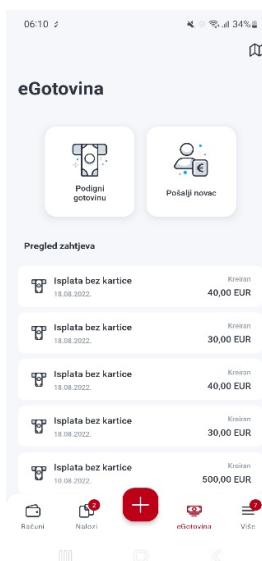 06:10
34%
eGotovina
Podigni
gotovinu
Pošalji novac
Pregled zahtjeva
Isplata bez kartice
Kreiran
18.08.2022.
40,00 EUR
Isplata bez kartice
Kreiran
18.08.2022.
30,00 EUR
Isplata bez kartice
Kreiran
18.08.2022.
40,00 EUR
Isplata bez kartice
Kreiran
18.08.2022.
30,00 EUR
Isplata bez kartice
Kreiran
10.08.2022.
500,00 EUR
2
7
Računi
Nalozi
eGotovina
Više